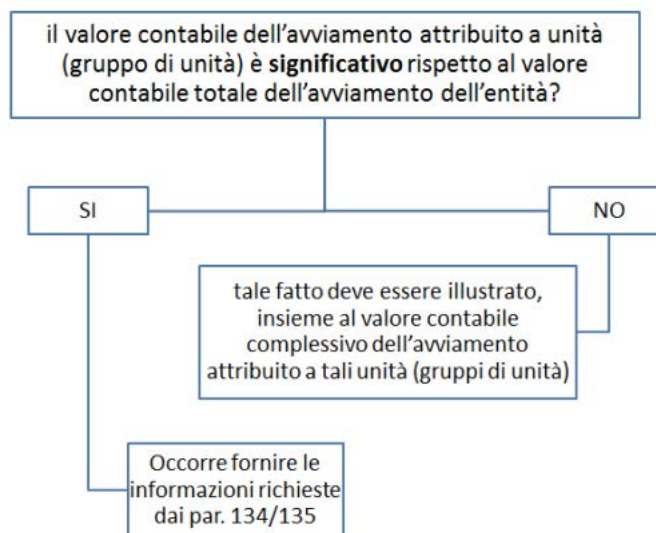 il valore contabile dell’avviamento attribuito a unità
(gruppo di unità) è significativo rispetto al valore
contabile totale dell’avviamento dell’entità?
SI
NO
tale fatto deve essere illustrato,
insieme al valore contabile
complessivo dell’avviamento
attribuito a tali unità (gruppi di unità)
Occorre fornire le
informazioni richieste
dai par. 134/135